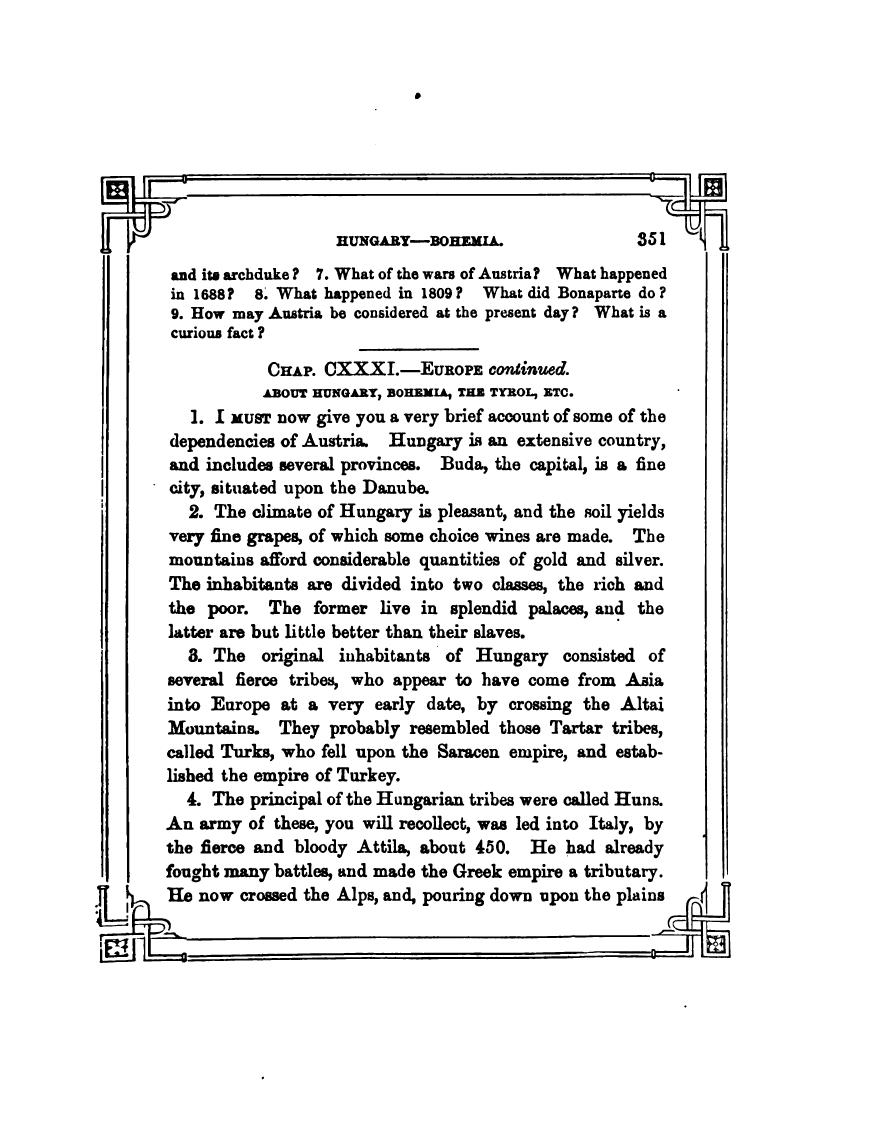 HUNGARY—BOHEMIA. 351
and its archduke? 7. What of the wars of Austria? What happened
in 1688? 8. What happened in 1809? What did Bonaparte do?
9. How may Austria be considered at the present day? What is a
curious fact?
CHAP. CXXXI.—EUROPE continued.
ABOUT HUNGARY, BOHEMIA, THE TYROL, ETC.
1. I MUST now give you a very brief account of some of the
dependencies of Austria. Hungary is an extensive country,
and includes several provinces. Buda, the capital, is a fine
city, situated upon the Danube.
2. The climate of Hungary is pleasant, and the soil yields
very fine grapes, of which some choice wines are made. The
mountains afford considerable quantities of gold and silver.
The inhabitants are divided into two classes, the rich and
the poor. The former live in splendid palaces, and the
latter are but little better than their slaves.
3. The original inhabitants of Hungary consisted of
several fierce tribes, who appear to have come from Asia
into Europe at a very early date, by crossing the Altai
Mountains. They probably resembled those Tartar tribes,
called Turks, who fell upon the Saracen empire, and estab-
lished the empire of Turkey.
4. The principal of the Hungarian tribes were called Huns.
An army of these, you will recollect, was led into Italy, by
the fierce and bloody Attila, about 450. He had already
fought many battles, and made the Greek empire a tributary.
He now crossed the Alps, and, pouring down upon the plains